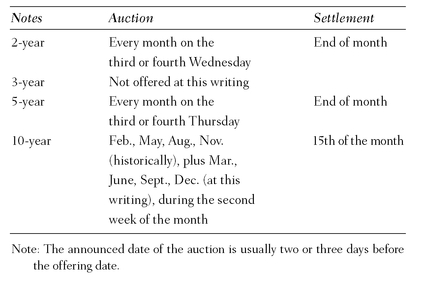 Notes Auction Settlement
2-year Every month on the End of month
third or fourth Wednesday
3-year Not offered at this writing
5-year Every month on the End of month
third or fourth Thursday
10-year Feb., May, Aug., Nov. 15th of the month
(historically), plus Mar.,
June, Sept., Dec. (at this
writing), during the second
week of the month
Note: The announced date of the auction is usually two or three days before
the offering date.